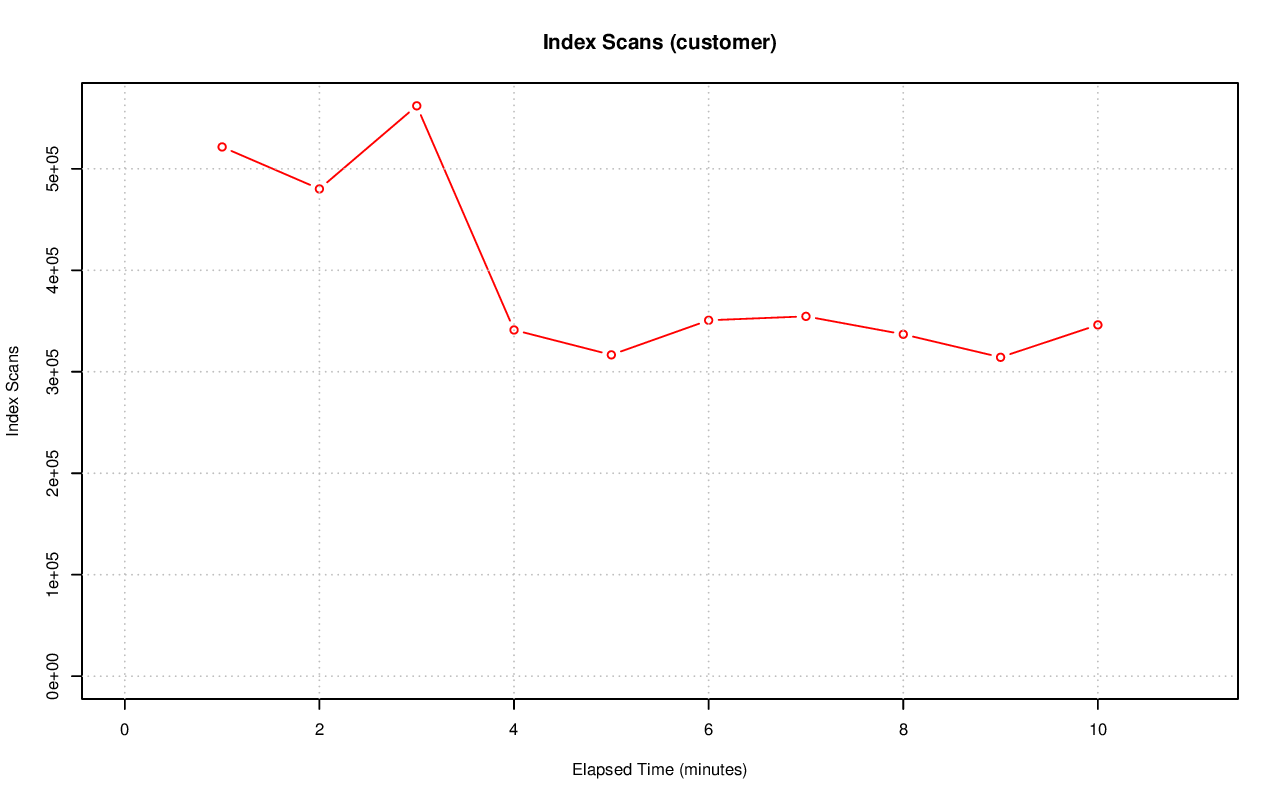 Index Scans (customer)
Index Scans
5e+05
4e+05
3e+05
2e+05
1e+05
0e+00
0 2 4 6 8 10
Elapsed Time (minutes)